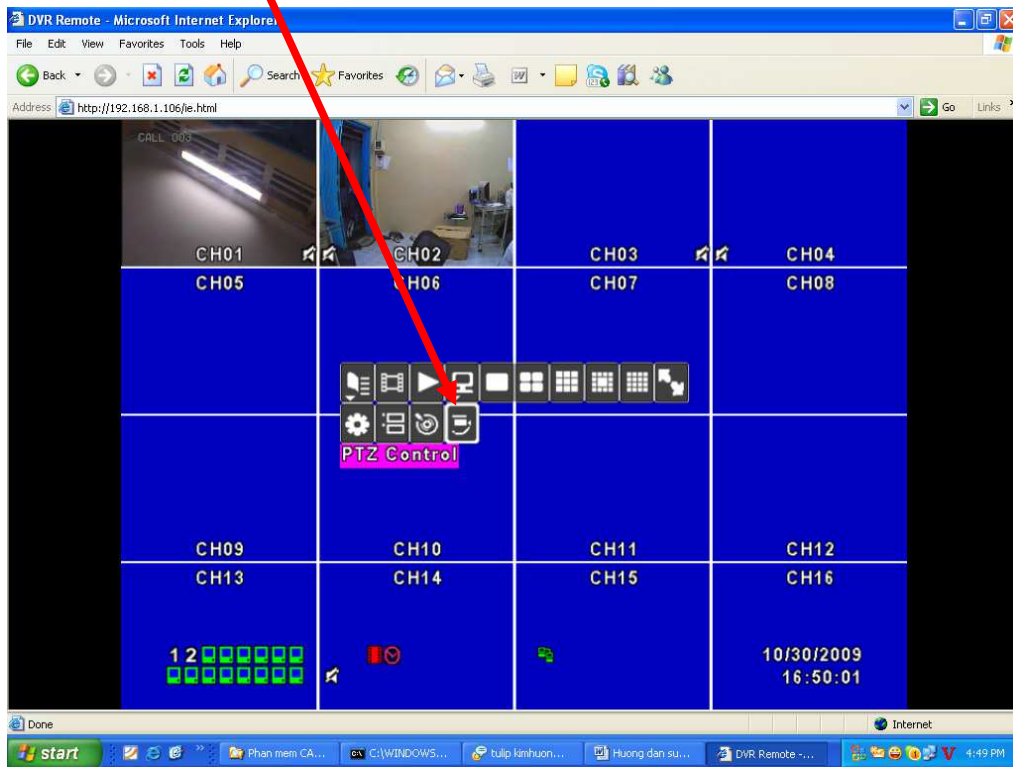 DVR Remote - Microsoft Internet Explorer
File Edit View Favorites Tools Help
Back Search Favorites
Address http://192.168.1.106/ie.html Go Links
CALL 003
CH01 CH02 CH03 CH04
CH05 CH06 CH07 CH08
PTZ Control
CH09 CH10 CH11 CH12
CH13 CH14 CH15 CH16
1 2
10/30/2009
16:50:01
Done Internet
start Phan mem CA... C:\WINDOWS... tulip kimhuon... Huong dan su... DVR Remote -... 4:49 PM